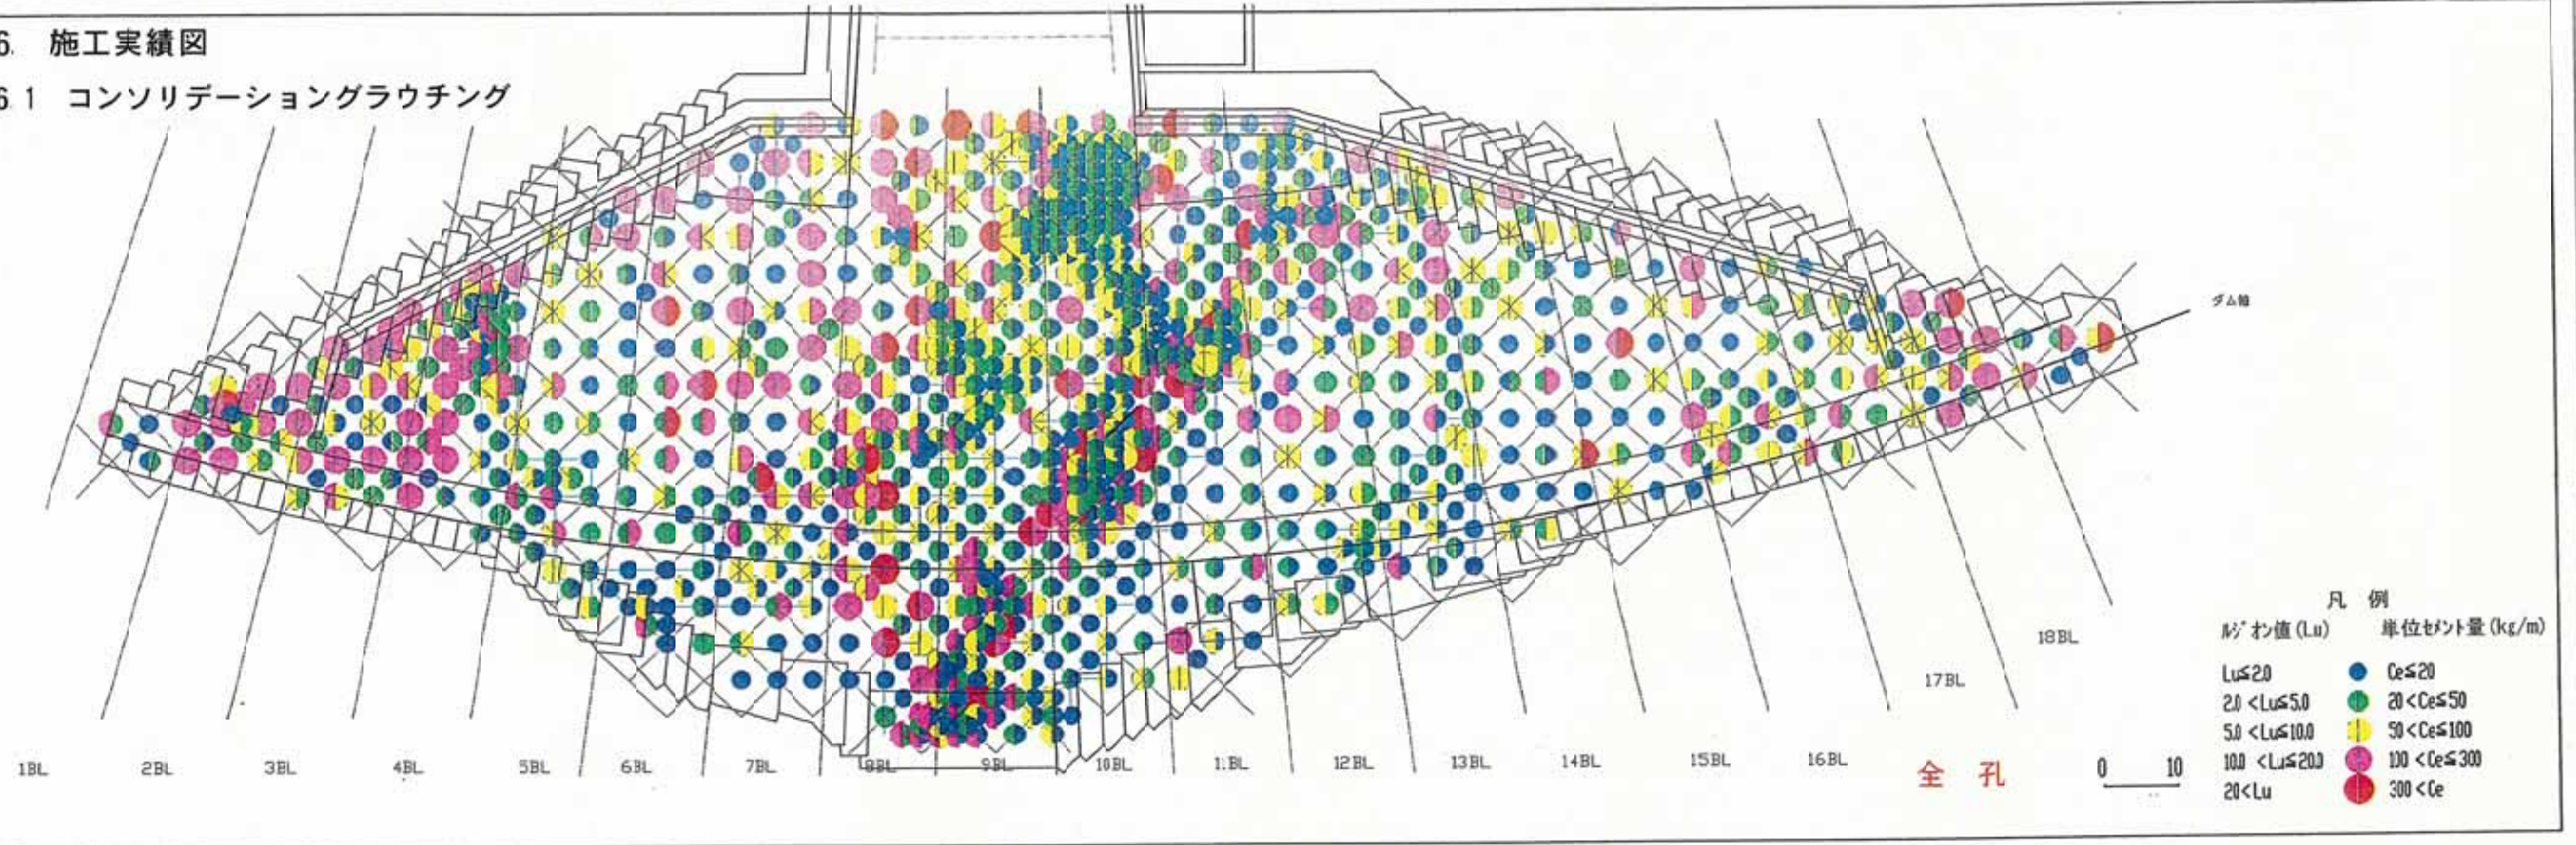 6. 施工実績図
6.1 コンソリデーショングラウチング
ダム軸
凡 例
ルジオン値(Lu) 単位セメント量(kg/m)
Lu≦2.0 Ce≦20
2.0 <Lu≦5.0 20<Ce≦50
5.0 <Lu≦10.0 50<Ce≦100
10.0 <Lu≦20.0 100<Ce≦300
20<Lu 300<Ce
18BL
17BL
1BL 2BL 3BL 4BL 5BL 6BL 7BL 8BL 9BL 10BL 11BL 12BL 13BL 14BL 15BL 16BL
全 孔
0 10